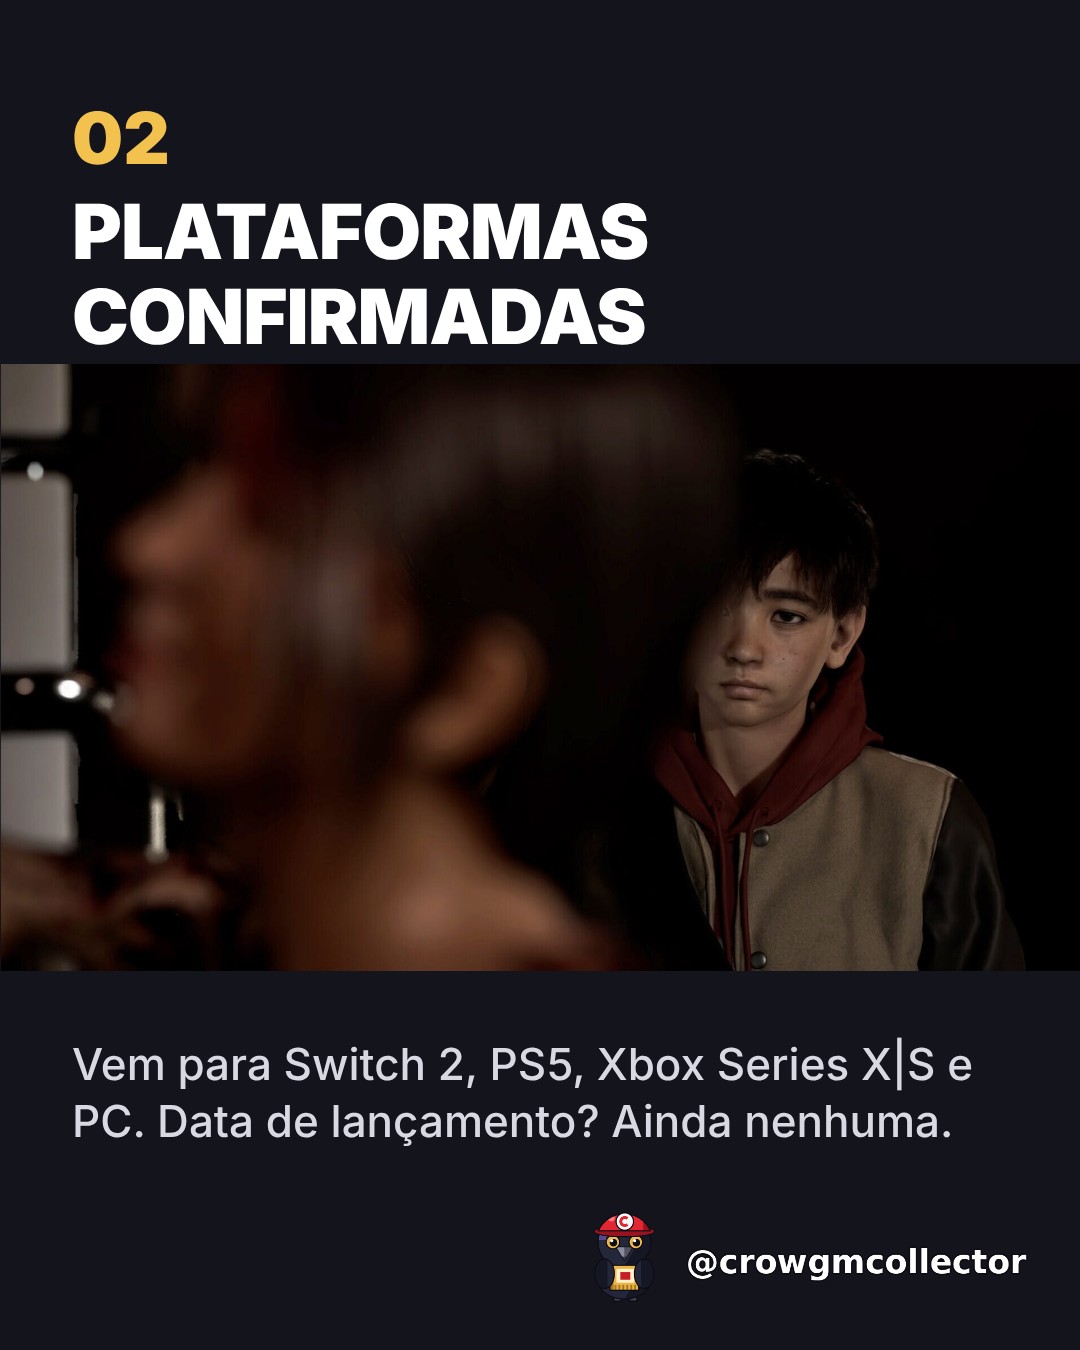 02
PLATAFORMAS
CONFIRMADAS
Vem para Switch 2, PS5, Xbox Series X|S e
PC. Data de lançamento? Ainda nenhuma.
C
@crowgmcollector